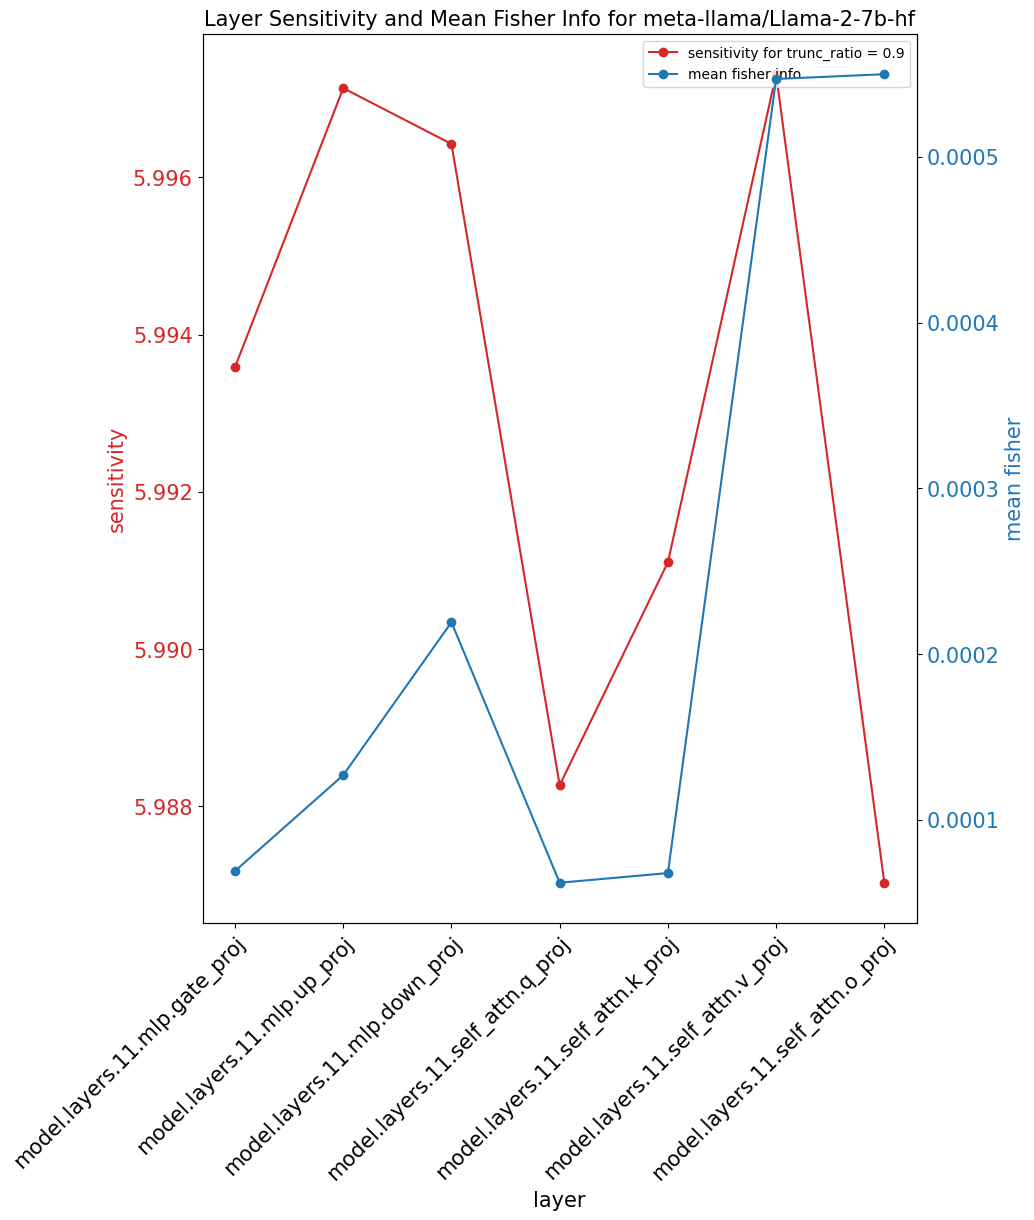 Layer Sensitivity and Mean Fisher Info for meta-llama/Llama-2-7b-hf
sensitivity for trunc_ratio = 0.9
mean fisher info
5.996
5.994
5.992
5.990
5.988
sensitivity
0.0005
0.0004
0.0003
0.0002
0.0001
mean fisher
model.layers.11.mlp.gate_proj
model.layers.11.mlp.up_proj
model.layers.11.mlp.down_proj
model.layers.11.self_attn.q_proj
model.layers.11.self_attn.k_proj
model.layers.11.self_attn.v_proj
model.layers.11.self_attn.o_proj
layer